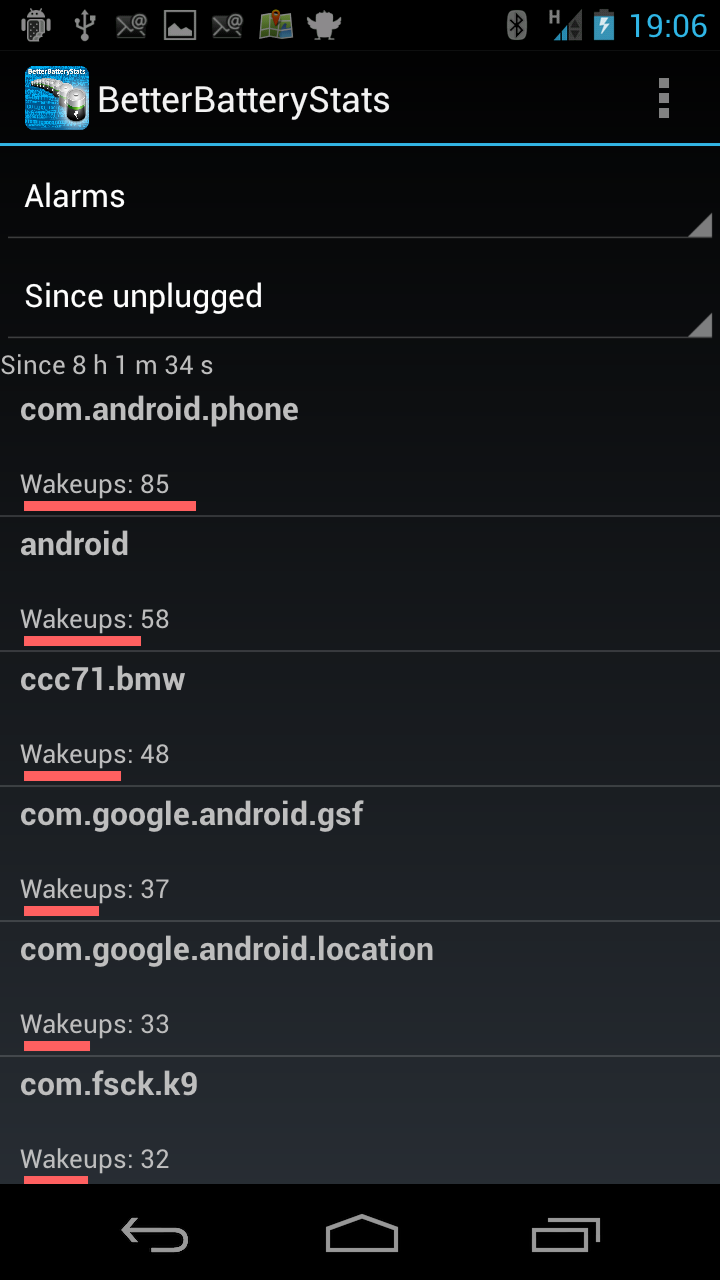 H
19:06
BetterBatteryStats
BetterBatteryStats
Alarms
Since unplugged
Since 8 h 1 m 34 s
com.android.phone
Wakeups: 85
android
Wakeups: 58
ccc71.bmw
Wakeups: 48
com.google.android.gsf
Wakeups: 37
com.google.android.location
Wakeups: 33
com.fsck.k9
Wakeups: 32